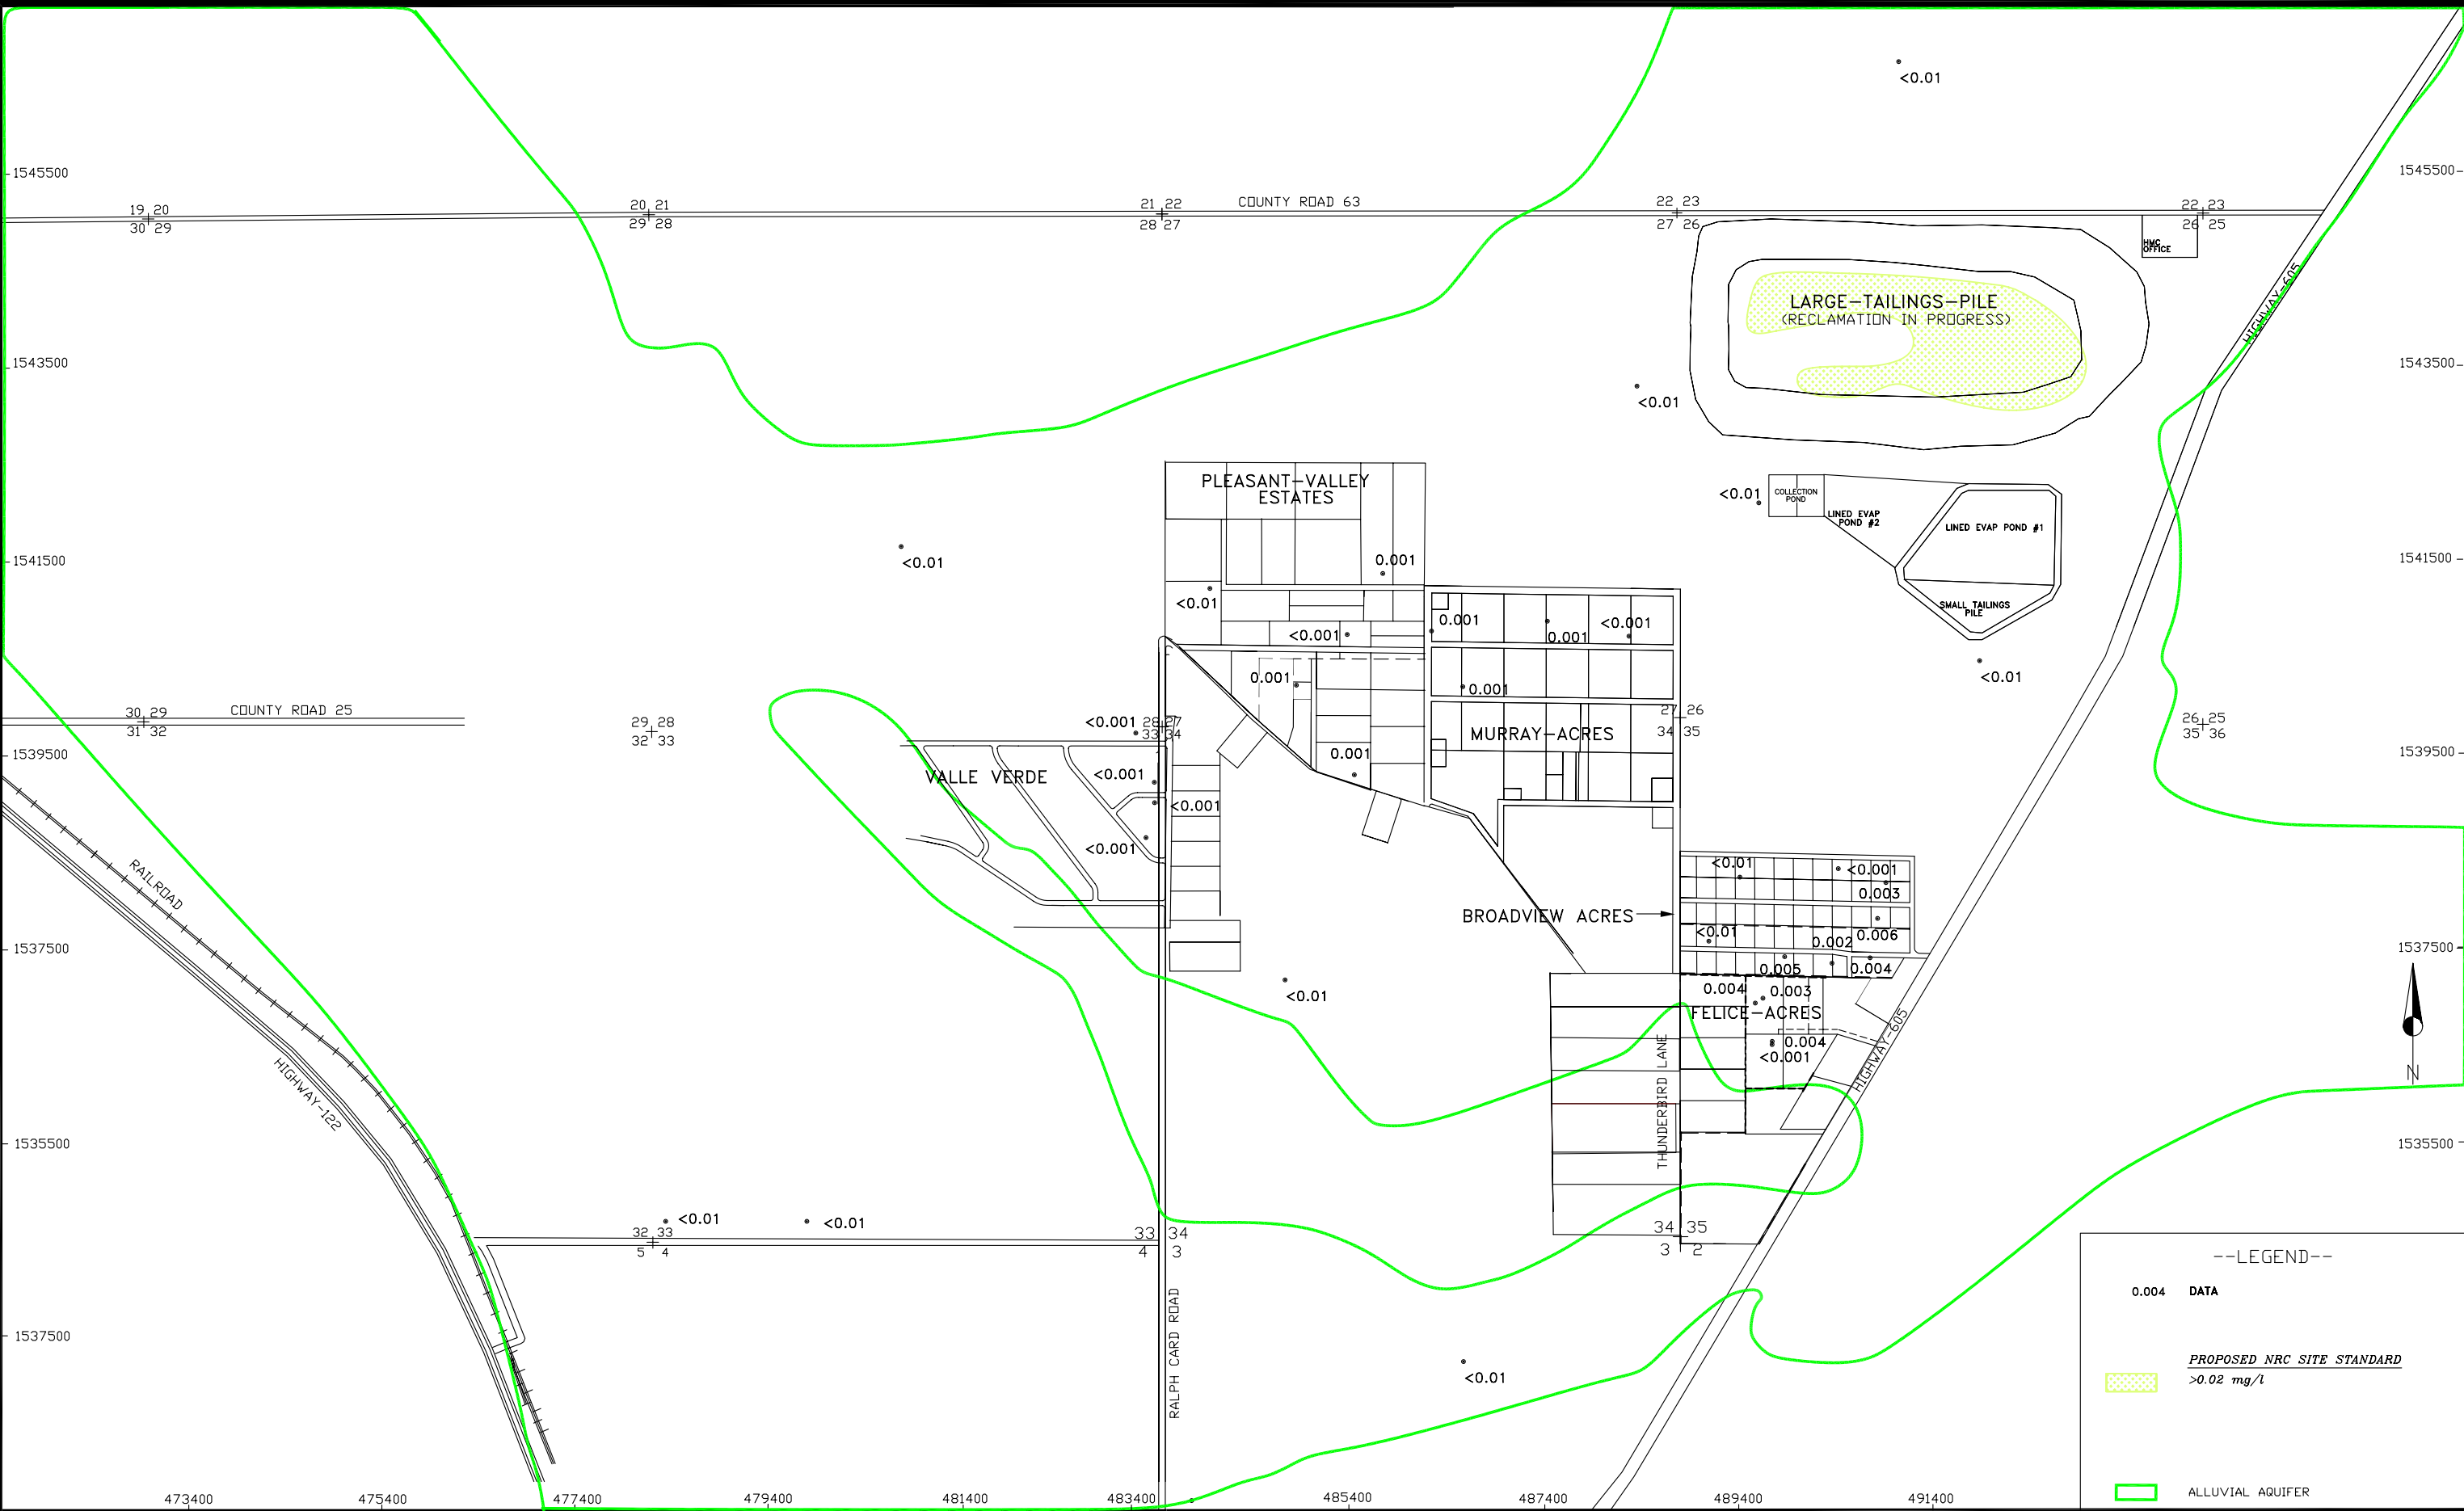 <0.01
1545500
1545500
COUNTY ROAD 63
19 20
30 29
20 21
29 28
21 22
28 27
22 23
27 26
22 23
26 25
HMC
OFFICE
HIGHWAY-605
LARGE-TAILINGS-PILE
(RECLAMATION IN PROGRESS)
1543500
1543500
<0.01
PLEASANT-VALLEY
ESTATES
<0.01
COLLECTION
POND
LINED EVAP
POND #2
LINED EVAP POND #1
SMALL TAILINGS
PILE
<0.01
1541500
1541500
<0.01
0.001
<0.01
<0.001
0.001
0.001
<0.001
0.001
0.001
COUNTY ROAD 25
30 29
31 32
29 28
32 33
<0.001
28 27
33 34
27 26
34 35
26 25
35 36
MURRAY-ACRES
1539500
1539500
VALLE VERDE
<0.001
0.001
<0.001
<0.001
<0.01
<0.001
0.003
RAILROAD
BROADVIEW ACRES
<0.01
0.002
0.006
1537500
1537500
0.005
0.004
<0.01
0.004
0.003
FELICE-ACRES
0.004
<0.001
HIGHWAY-605
THUNDERBIRD LANE
HIGHWAY-122
N
1535500
1535500
<0.01
<0.01
32 33
5 4
33 34
4 3
34 35
3 2
RALPH CARD ROAD
1537500
<0.01
--LEGEND--
0.004 DATA
PROPOSED NRC SITE STANDARD
>0.02 mg/l
ALLUVIAL AQUIFER
473400
475400
477400
479400
481400
483400
485400
487400
489400
491400